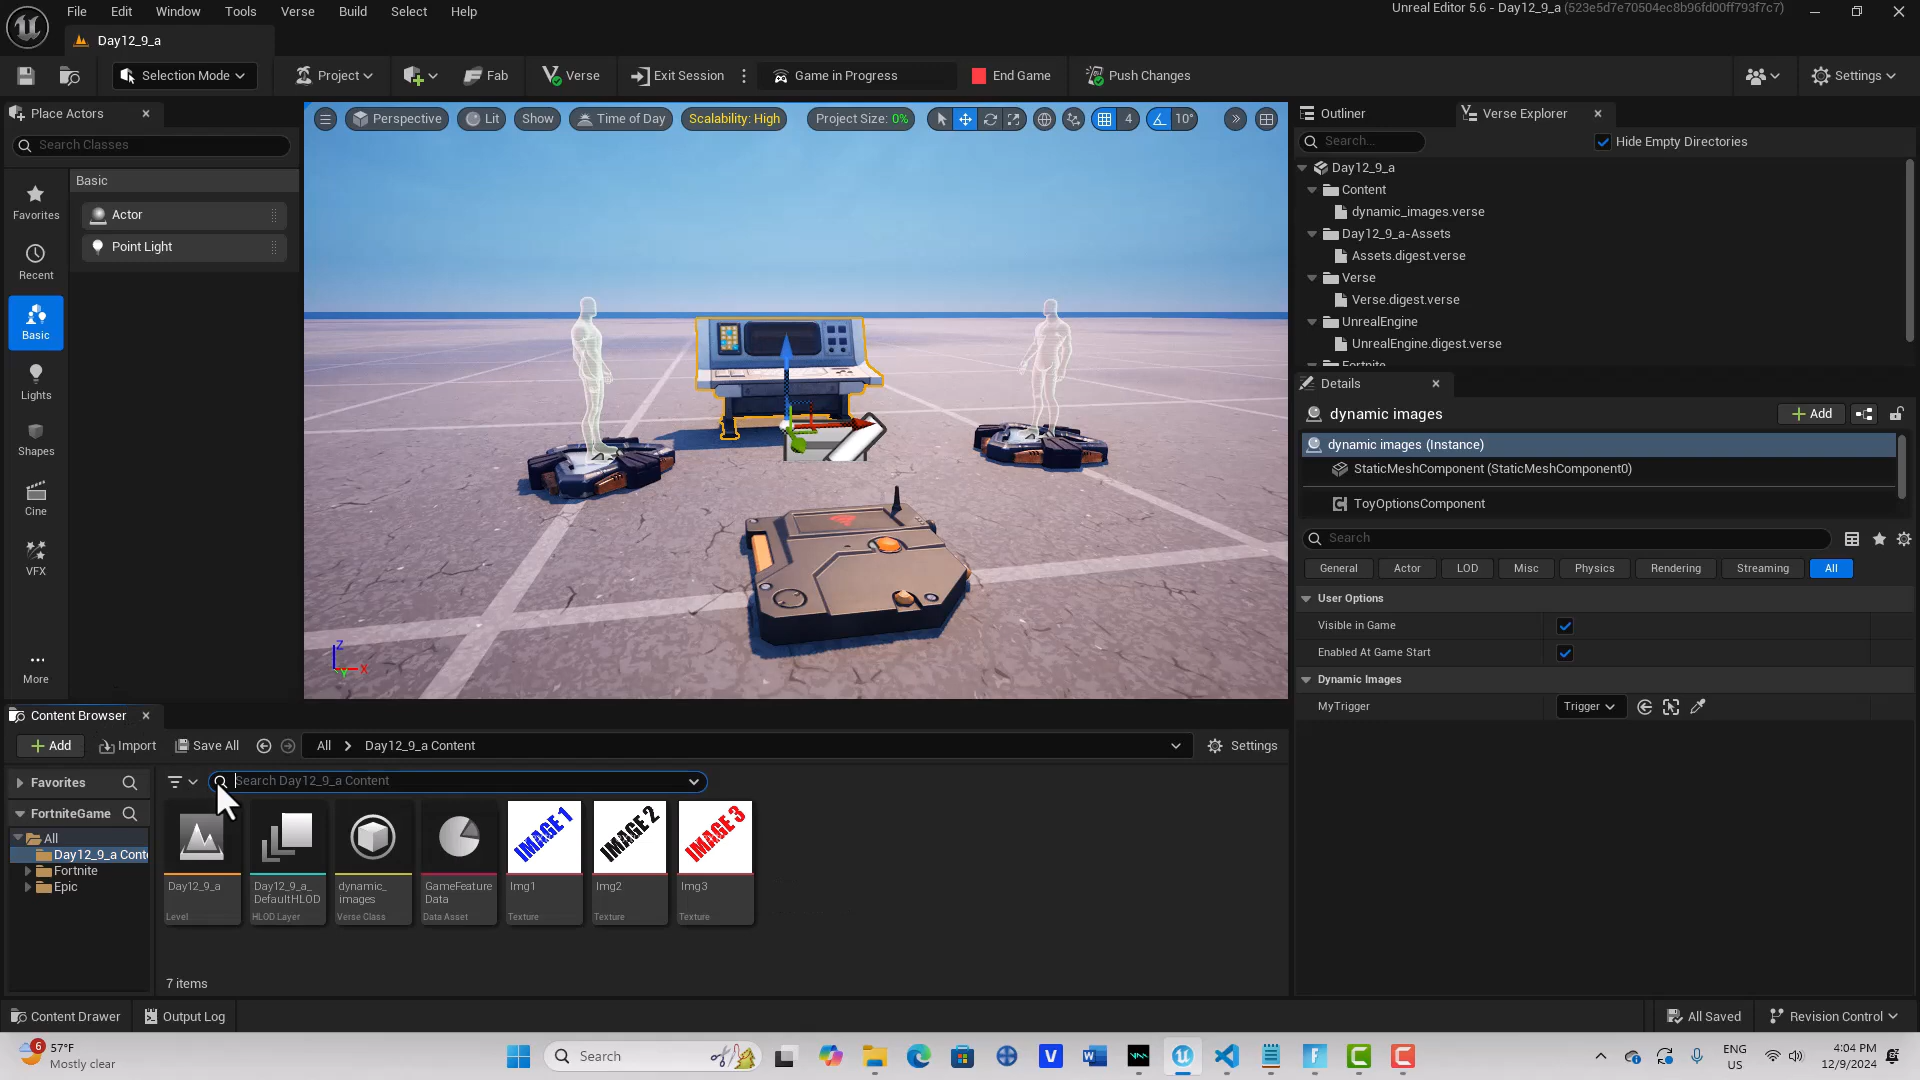 File Edit Window Tools Verse Build Select Help
Unreal Editor 5.6 - Day12_9_a (523e5d7e70504ec8b96fd00ff793f7c7)
Day12_9_a
Selection Mode Project Fab Verse Exit Session Game in Progress End Game Push Changes Settings
Place Actors
Search Classes
Basic
Actor
Point Light
Favorites
Recent
Basic
Lights
Shapes
Cine
VFX
More
Perspective Lit Show Time of Day Scalability: High Project Size: 0% 4 10°
Z
X
Outliner Verse Explorer
Search... Hide Empty Directories
Day12_9_a
Content
dynamic_images.verse
Day12_9_a-Assets
Assets.digest.verse
Verse
Verse.digest.verse
UnrealEngine
UnrealEngine.digest.verse
Fortnite
Details
dynamic images Add
dynamic images (Instance)
StaticMeshComponent (StaticMeshComponent0)
ToyOptionsComponent
Search
General Actor LOD Misc Physics Rendering Streaming All
User Options
Visible in Game
Enabled At Game Start
Dynamic Images
MyTrigger Trigger
Content Browser
Add Import Save All All Day12_9_a Content Settings
Favorites
FortniteGame
All
Day12_9_a Conte
Fortnite
Epic
Search Day12_9_a Content
IMAGE 1 IMAGE 2 IMAGE 3
Day12_9_a
Level
Day12_9_a_
DefaultHLOD
HLOD Layer
dynamic_
images
Verse Class
GameFeature
Data
Data Asset
Img1
Texture
Img2
Texture
Img3
Texture
7 items
Content Drawer Output Log All Saved Revision Control
6
57°F
Mostly clear
Search
ENG
US
4:04 PM
12/9/2024